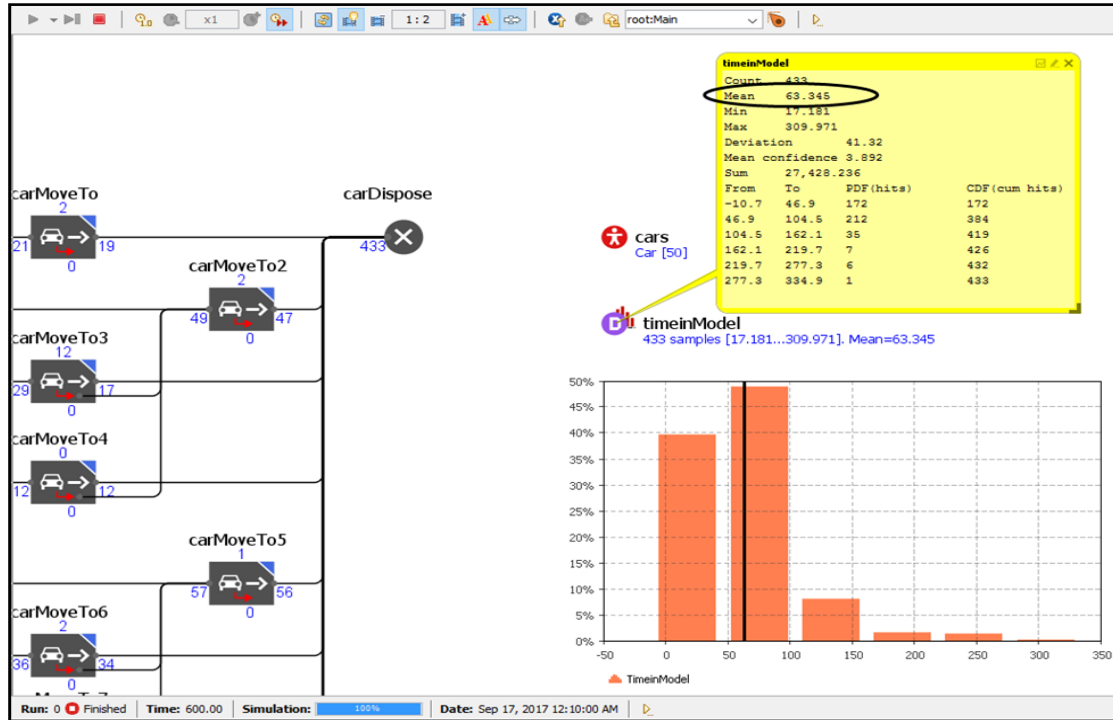 1.0 x1 1:2 root:Main
timeinModel
Count 433
Mean 63.345
Min 17.181
Max 309.971
Deviation 41.32
Mean confidence 3.892
Sum 27,428.236
From To PDF(hits) CDF(cum hits)
-10.7 46.9 172 172
46.9 104.5 212 384
104.5 162.1 35 419
162.1 219.7 7 426
219.7 277.3 6 432
277.3 334.9 1 433
carMoveTo
2
21 19
0
carDispose
433
carMoveTo2
2
49 47
0
carMoveTo3
12
29 17
0
carMoveTo4
0
12 12
0
carMoveTo5
1
57 56
0
carMoveTo6
2
36 34
0
cars
Car [50]
timeinModel
433 samples [17.181...309.971]. Mean=63.345
50%
45%
40%
35%
30%
25%
20%
15%
10%
5%
0%
-50 0 50 100 150 200 250 300 350
TimeinModel
Run: 0 Finished Time: 600.00 Simulation: 100% Date: Sep 17, 2017 12:10:00 AM